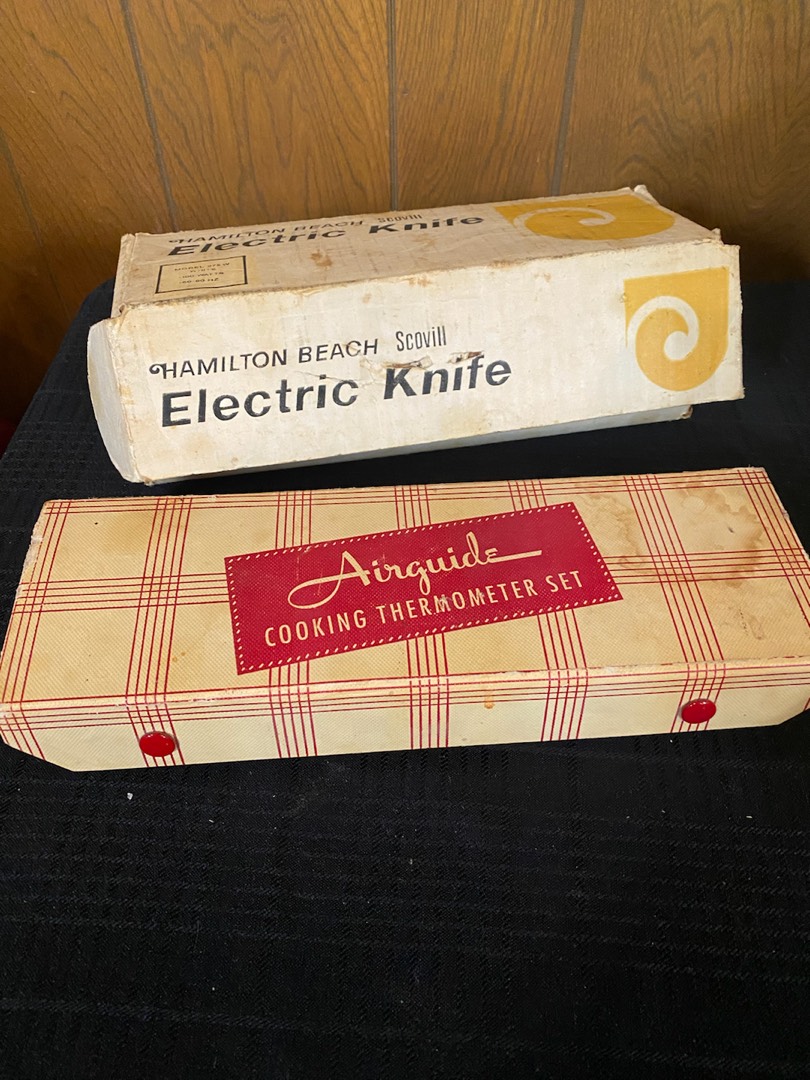 HAMILTON BEACH Scovill
Electric Knife
HAMILTON BEACH Scovill
Electric Knife
Airguide
COOKING THERMOMETER SET